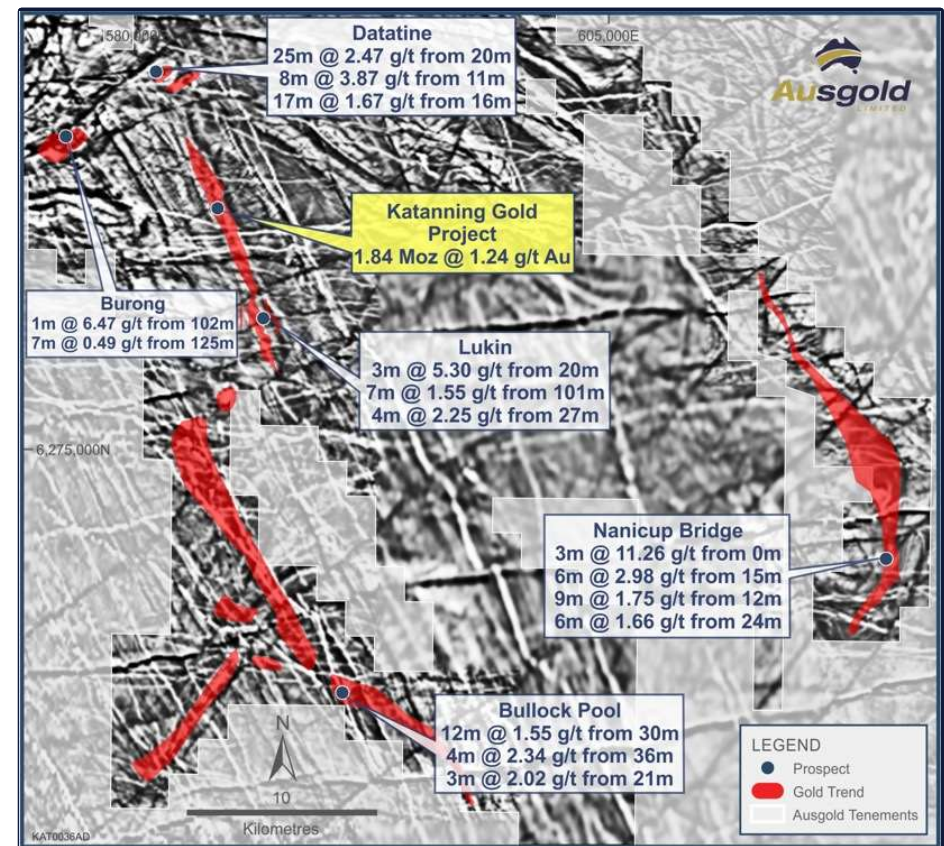 580,000E
605,000E
Datatine
25m @ 2.47 g/t from 20m
8m @ 3.87 g/t from 11m
17m @ 1.67 g/t from 16m
Ausgold
LIMITED
Katanning Gold
Project
1.84 Moz @ 1.24 g/t Au
Burong
1m @ 6.47 g/t from 102m
7m @ 0.49 g/t from 125m
Lukin
3m @ 5.30 g/t from 20m
7m @ 1.55 g/t from 101m
4m @ 2.25 g/t from 27m
6,275,000N
Nanicup Bridge
3m @ 11.26 g/t from 0m
6m @ 2.98 g/t from 15m
9m @ 1.75 g/t from 12m
6m @ 1.66 g/t from 24m
Bullock Pool
12m @ 1.55 g/t from 30m
4m @ 2.34 g/t from 36m
3m @ 2.02 g/t from 21m
N
10
Kilometres
LEGEND
Prospect
Gold Trend
Ausgold Tenements
KAT0036AD